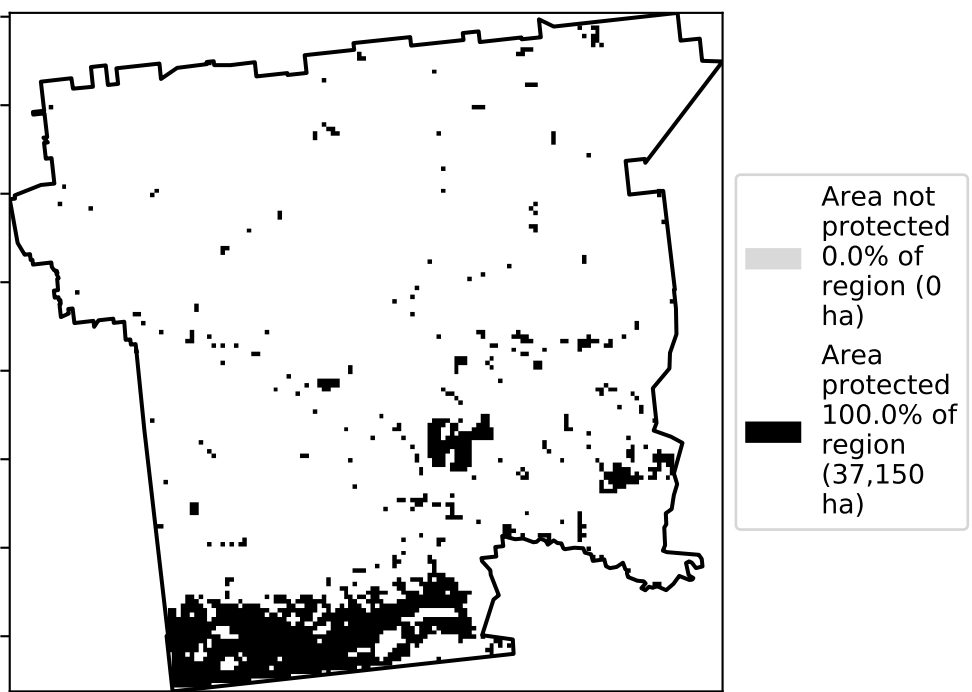 Area not
protected
0.0% of
region (0
ha)
Area
protected
100.0% of
region
(37,150
ha)